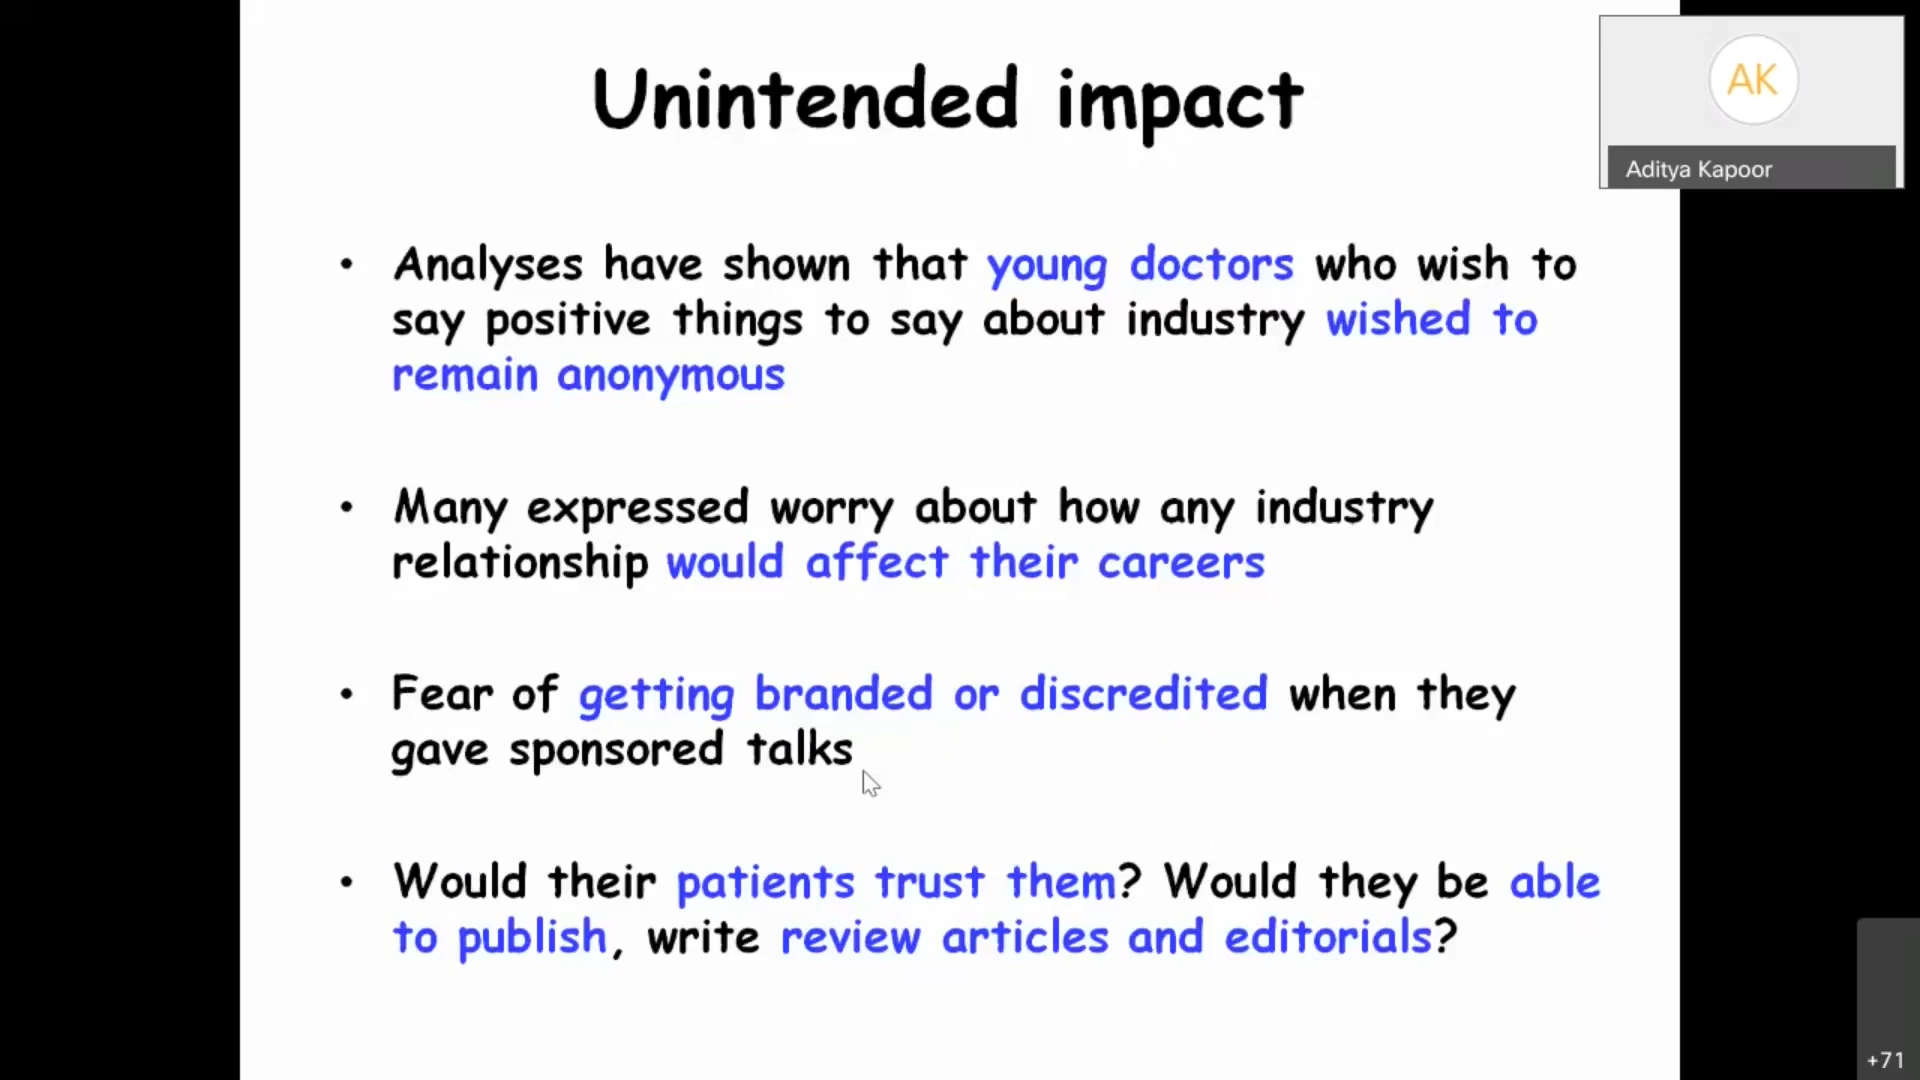 Unintended impact
AK
Aditya Kapoor
• Analyses have shown that young doctors who wish to
say positive things to say about industry wished to
remain anonymous
• Many expressed worry about how any industry
relationship would affect their careers
• Fear of getting branded or discredited when they
gave sponsored talks
• Would their patients trust them? Would they be able
to publish, write review articles and editorials?
+71